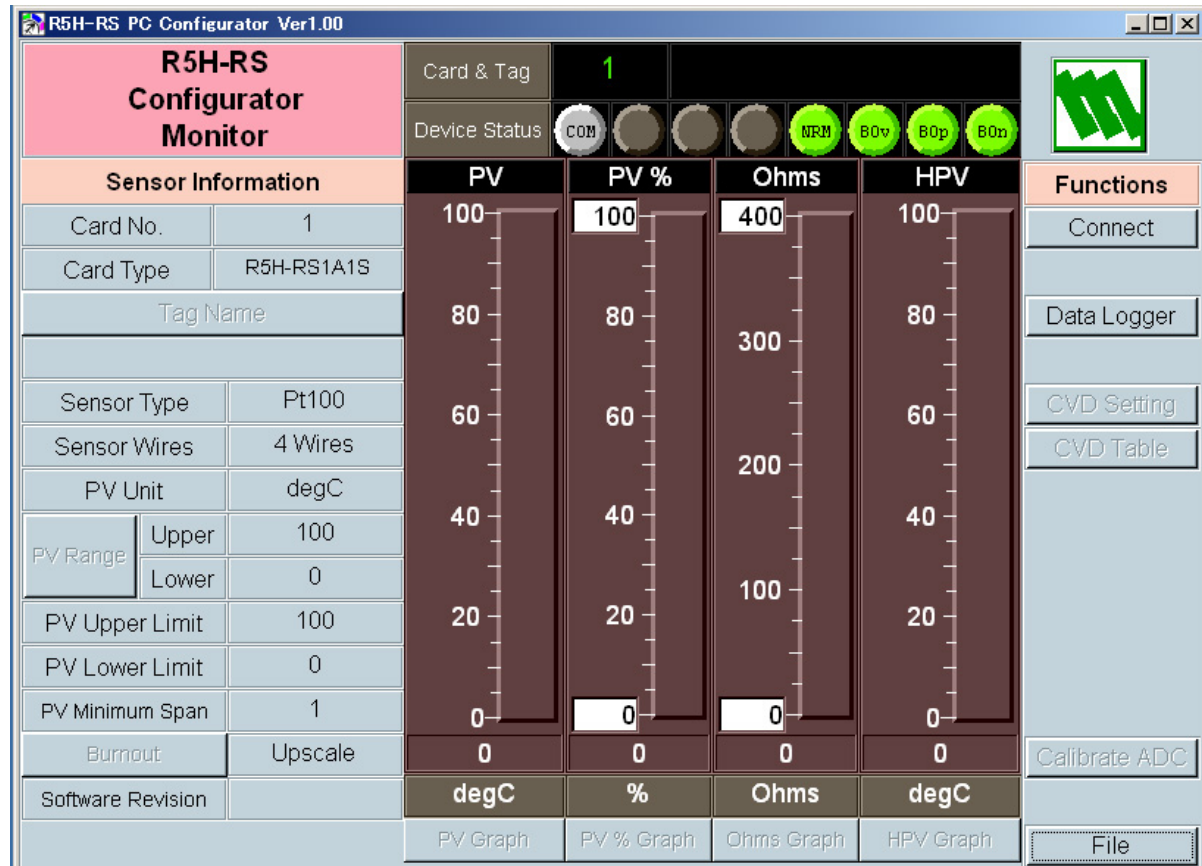 R5H-RS PC Configurator Ver1.00
R5H-RS
Configurator
Monitor
Card & Tag
1
Device Status
COM
NRM
BOv
BOp
BOn
Sensor Information
Card No.
1
Card Type
R5H-RS1A1S
Tag Name
Sensor Type
Pt100
Sensor Wires
4 Wires
PV Unit
degC
PV Range
Upper
100
Lower
0
PV Upper Limit
100
PV Lower Limit
0
PV Minimum Span
1
Burnout
Upscale
Software Revision
PV
100
80
60
40
20
0
0
degC
PV Graph
PV %
100
80
60
40
20
0
0
%
PV % Graph
Ohms
400
300
200
100
0
0
Ohms
Ohms Graph
HPV
100
80
60
40
20
0
0
degC
HPV Graph
Functions
Connect
Data Logger
CVD Setting
CVD Table
Calibrate ADC
File